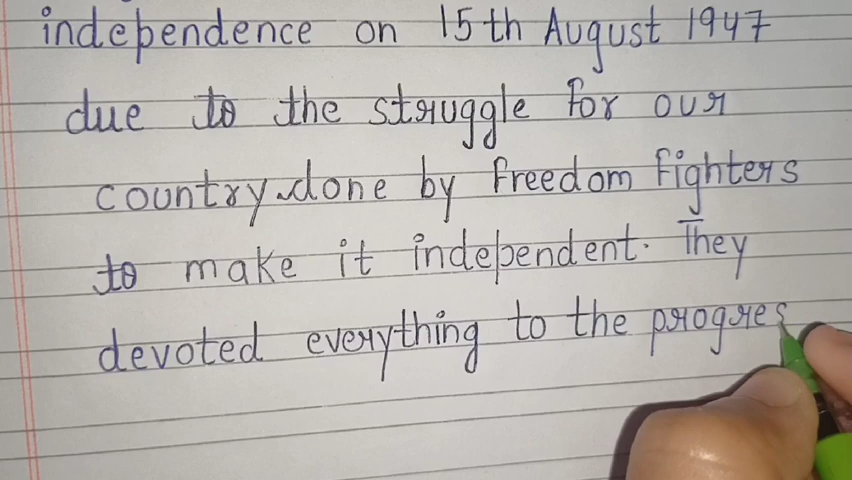 independence on 15th August 1947
due to the struggle for our
country done by freedom fighters
to make it independent. They
devoted everything to the progres